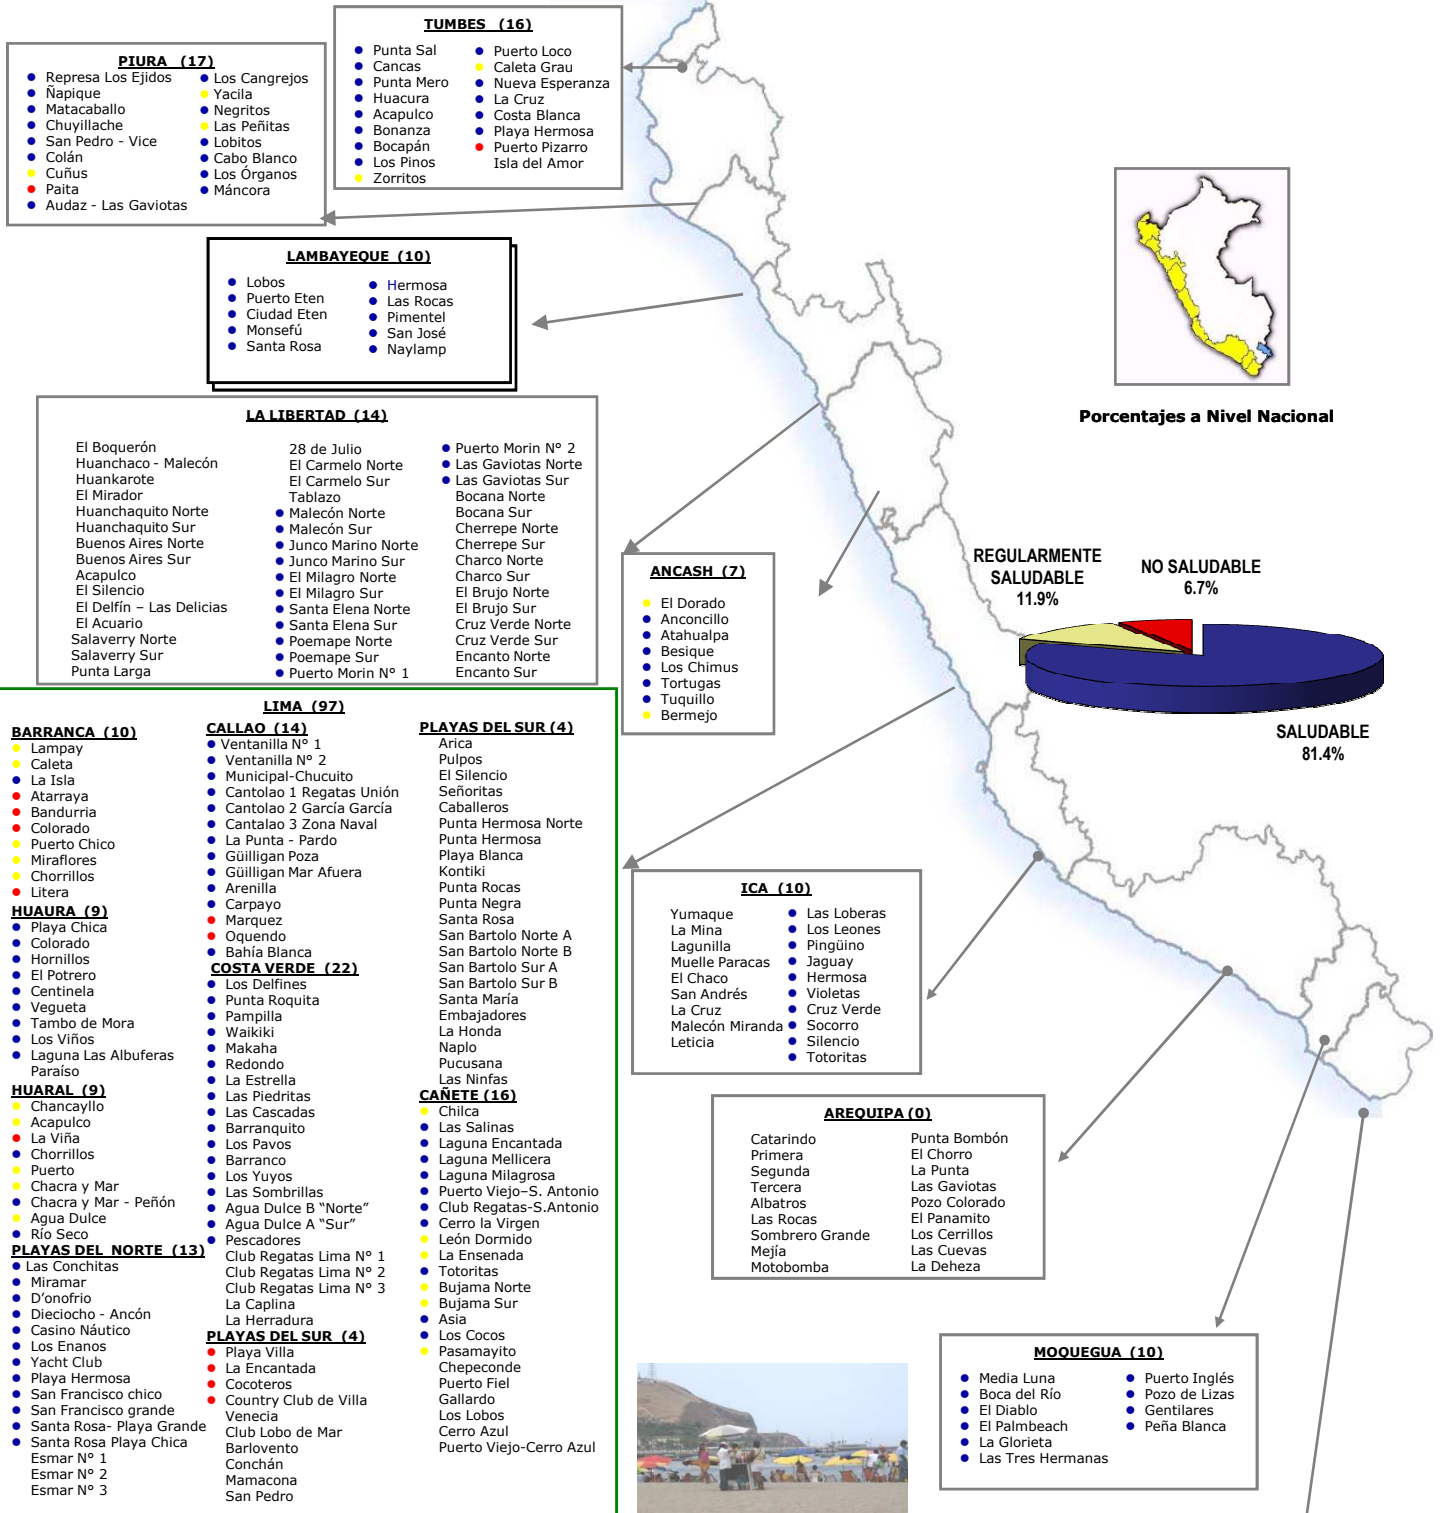 TUMBES (16)
Punta Sal
Cancas
Punta Mero
Huacura
Acapulco
Bonanza
Bocapán
Los Pinos
Zorritos
Puerto Loco
Caleta Grau
Nueva Esperanza
La Cruz
Costa Blanca
Playa Hermosa
Puerto Pizarro
Isla del Amor
PIURA (17)
Represa Los Ejidos
Ñapique
Matacaballo
Chuyillache
San Pedro - Vice
Colán
Cuñus
Paita
Audaz - Las Gaviotas
Los Cangrejos
Yacila
Negritos
Las Peñitas
Lobitos
Cabo Blanco
Los Órganos
Máncora
LAMBAYEQUE (10)
Lobos
Puerto Eten
Ciudad Eten
Monsefú
Santa Rosa
Hermosa
Las Rocas
Pimentel
San José
Naylamp
Porcentajes a Nivel Nacional
LA LIBERTAD (14)
El Boquerón
Huanchaco - Malecón
Huankarote
El Mirador
Huanchaquito Norte
Huanchaquito Sur
Buenos Aires Norte
Buenos Aires Sur
Acapulco
El Silencio
El Delfín – Las Delicias
El Acuario
Salaverry Norte
Salaverry Sur
Punta Larga
28 de Julio
El Carmelo Norte
El Carmelo Sur
Tablazo
Malecón Norte
Malecón Sur
Junco Marino Norte
Junco Marino Sur
El Milagro Norte
El Milagro Sur
Santa Elena Norte
Santa Elena Sur
Poemape Norte
Poemape Sur
Puerto Morin N° 1
Puerto Morin N° 2
Las Gaviotas Norte
Las Gaviotas Sur
Bocana Norte
Bocana Sur
Cherrepe Norte
Cherrepe Sur
Charco Norte
Charco Sur
El Brujo Norte
El Brujo Sur
Cruz Verde Norte
Cruz Verde Sur
Encanto Norte
Encanto Sur
ANCASH (7)
El Dorado
Anconcillo
Atahualpa
Besique
Los Chimus
Tortugas
Tuquillo
Bermejo
REGULARMENTE
SALUDABLE
11.9%
NO SALUDABLE
6.7%
SALUDABLE
81.4%
LIMA (97)
BARRANCA (10)
Lampay
Caleta
La Isla
Atarraya
Bandurria
Colorado
Puerto Chico
Miraflores
Chorrillos
Litera
HUAURA (9)
Playa Chica
Colorado
Hornillos
El Potrero
Centinela
Vegueta
Tambo de Mora
Los Viños
Laguna Las Albuferas
Paraíso
HUARAL (9)
Chancayllo
Acapulco
La Viña
Chorrillos
Puerto
Chacra y Mar
Chacra y Mar - Peñón
Agua Dulce
Río Seco
PLAYAS DEL NORTE (13)
Las Conchitas
Miramar
D'onofrio
Dieciocho - Ancón
Casino Náutico
Los Enanos
Yacht Club
Playa Hermosa
San Francisco chico
San Francisco grande
Santa Rosa- Playa Grande
Santa Rosa Playa Chica
Esmar N° 1
Esmar N° 2
Esmar N° 3
CALLAO (14)
Ventanilla N° 1
Ventanilla N° 2
Municipal-Chucuito
Cantolao 1 Regatas Unión
Cantolao 2 García García
Cantalao 3 Zona Naval
La Punta - Pardo
Güilligan Poza
Güilligan Mar Afuera
Arenilla
Carpayo
Marquez
Oquendo
Bahía Blanca
COSTA VERDE (22)
Los Delfines
Punta Roquita
Pampilla
Waikiki
Makaha
Redondo
La Estrella
Las Piedritas
Las Cascadas
Barranquito
Los Pavos
Barranco
Los Yuyos
Las Sombrillas
Agua Dulce B “Norte”
Agua Dulce A “Sur”
Pescadores
Club Regatas Lima N° 1
Club Regatas Lima N° 2
Club Regatas Lima N° 3
La Caplina
La Herradura
PLAYAS DEL SUR (4)
Playa Villa
La Encantada
Cocoteros
Country Club de Villa
Venecia
Club Lobo de Mar
Barlovento
Conchán
Mamacona
San Pedro
PLAYAS DEL SUR (4)
Arica
Pulpos
El Silencio
Señoritas
Caballeros
Punta Hermosa Norte
Punta Hermosa
Playa Blanca
Kontiki
Punta Rocas
Punta Negra
Santa Rosa
San Bartolo Norte A
San Bartolo Norte B
San Bartolo Sur A
San Bartolo Sur B
Santa María
Embajadores
La Honda
Naplo
Pucusana
Las Ninfas
CAÑETE (16)
Chilca
Las Salinas
Laguna Encantada
Laguna Mellicera
Laguna Milagrosa
Puerto Viejo–S. Antonio
Club Regatas-S.Antonio
Cerro la Virgen
León Dormido
La Ensenada
Totoritas
Bujama Norte
Bujama Sur
Asia
Los Cocos
Pasamayito
Chepeconde
Puerto Fiel
Gallardo
Los Lobos
Cerro Azul
Puerto Viejo-Cerro Azul
ICA (10)
Yumaque
La Mina
Lagunilla
Muelle Paracas
El Chaco
San Andrés
La Cruz
Malecón Miranda
Leticia
Las Loberas
Los Leones
Pingüino
Jaguay
Hermosa
Violetas
Cruz Verde
Socorro
Silencio
Totoritas
AREQUIPA (0)
Catarindo
Primera
Segunda
Tercera
Albatros
Las Rocas
Sombrero Grande
Mejía
Motobomba
Punta Bombón
El Chorro
La Punta
Las Gaviotas
Pozo Colorado
El Panamito
Los Cerrillos
Las Cuevas
La Deheza
MOQUEGUA (10)
Media Luna
Boca del Río
El Diablo
El Palmbeach
La Glorieta
Las Tres Hermanas
Puerto Inglés
Pozo de Lizas
Gentilares
Peña Blanca